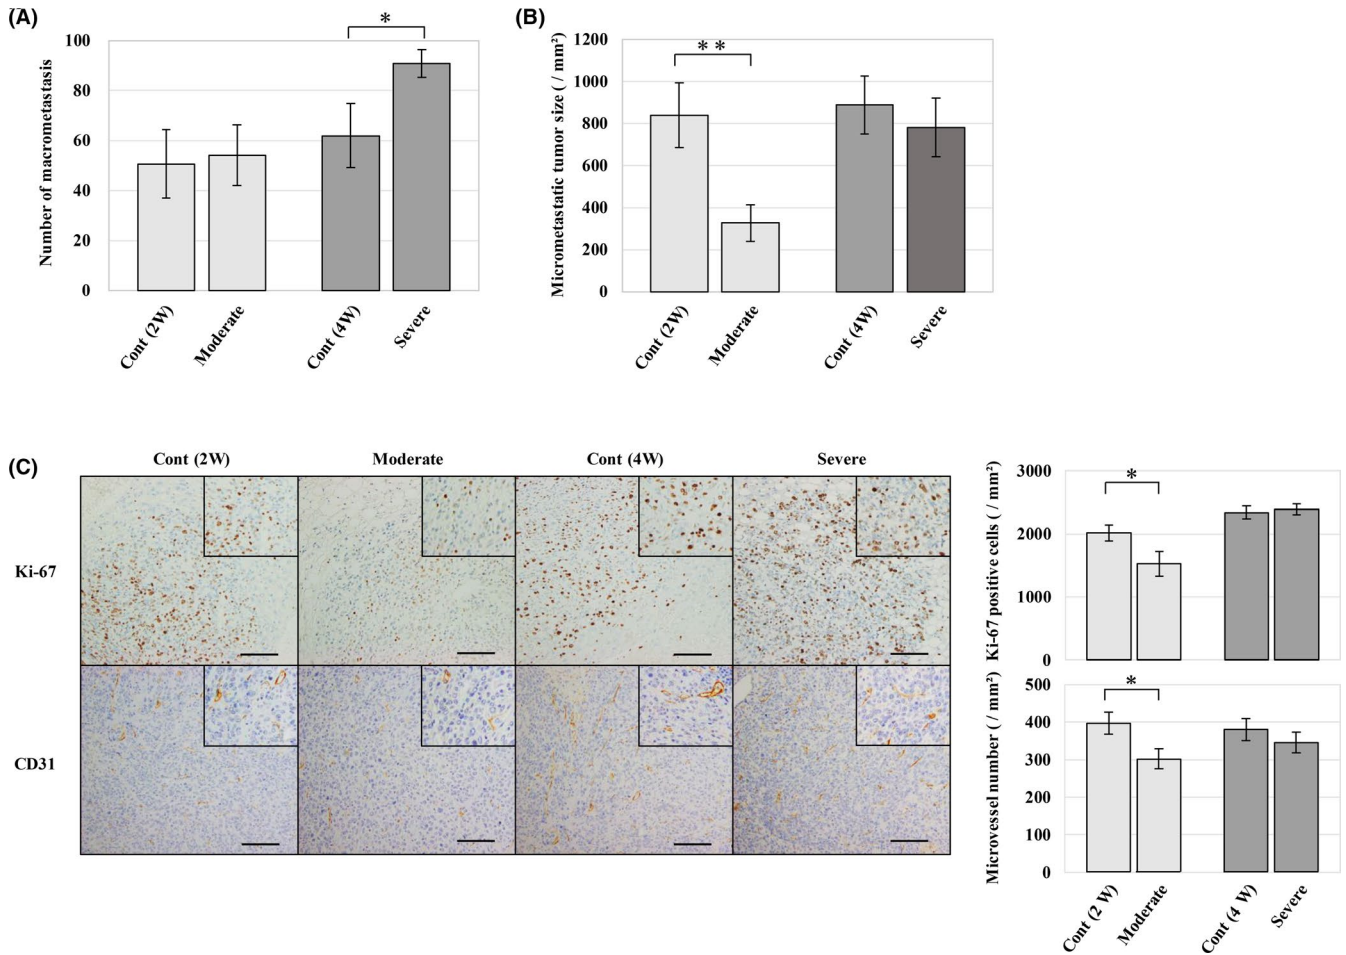 (A)
*
100
80
60
40
20
0
Number of macrometastasis
Cont (2W)
Moderate
Cont (4W)
Severe
(B)
**
1200
1000
800
600
400
200
0
Micrometastatic tumor size ( / mm²)
Cont (2W)
Moderate
Cont (4W)
Severe
(C)
Cont (2W) Moderate Cont (4W) Severe
Ki-67
CD31
3000
2000
1000
0
*
Ki-67 positive cells ( / mm²)
500
400
300
200
100
0
*
Microvessel number ( / mm²)
Cont (2 W)
Moderate
Cont (4 W)
Severe